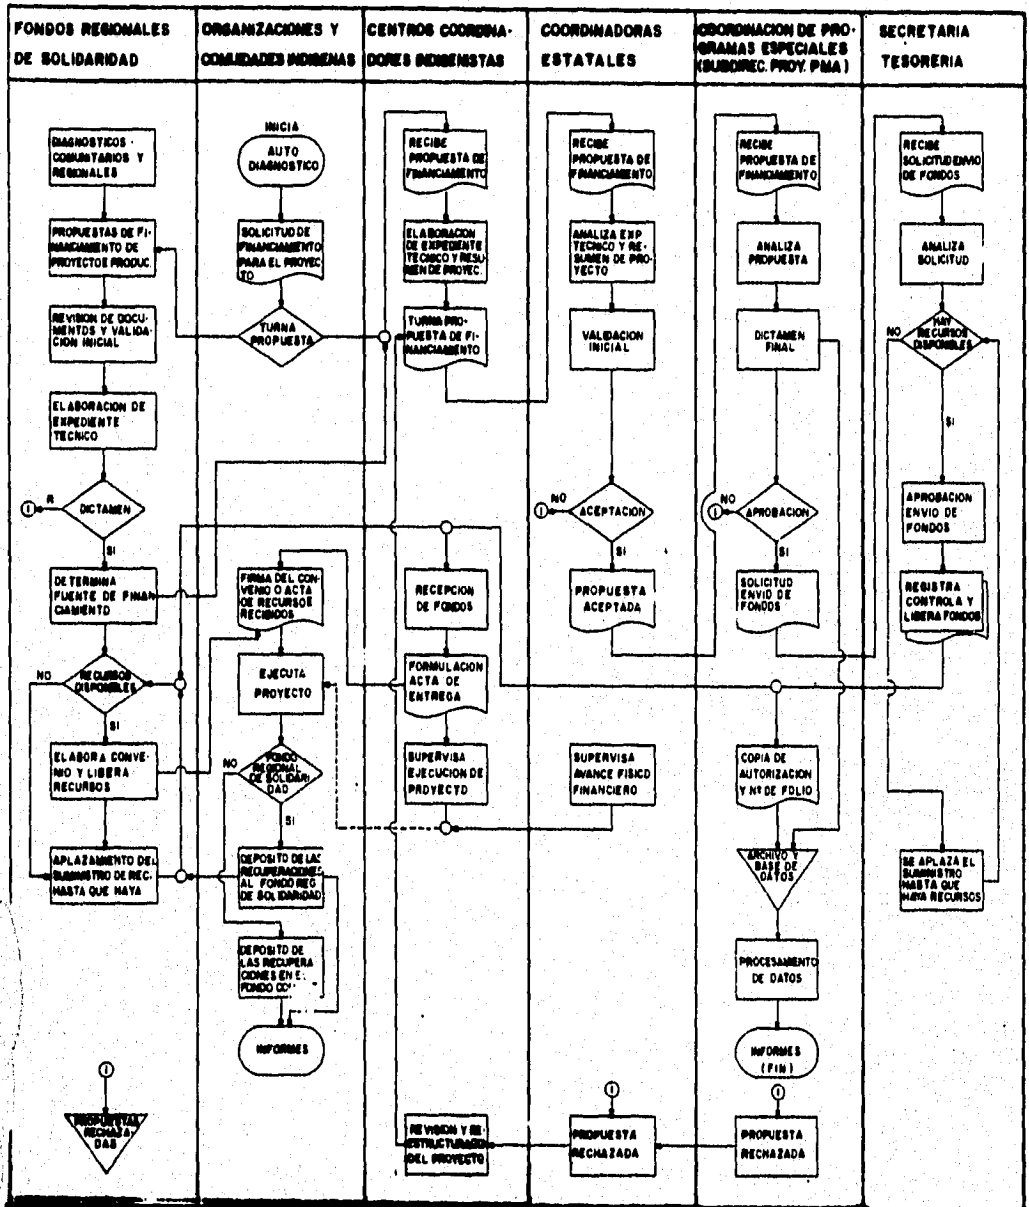 FONDOS REGIONALES
DE SOLIDARIDAD
ORGANIZACIONES Y
COMUIDADES INDIGENAS
CENTROS COORDINA-
DORES INDIGENISTAS
COORDINADORAS
ESTATALES
COORDINACION DE PRO-
GRAMAS ESPECIALES
(SUBDIREC. PROY. PMA)
SECRETARIA
TESORERIA
DIAGNOSTICOS
COMUNITARIOS Y
REGIONALES
PROPUESTAS DE FI-
NANCIAMIENTO DE
PROYECTOS PRODUC.
REVISION DE DOCU-
MENTOS Y VALIDA-
CION INICIAL
ELABORACION DE
EXPEDIENTE
TECNICO
DICTAMEN
R
1
SI
DETERMINA
FUENTE DE FINAN
CIAMIENTO
RECURSOS
DISPONIBLES
NO
SI
ELABORA CONVE-
NIO Y LIBERA
RECURSOS
APLAZAMIENTO DEL
SUMINISTRO DE REC.
HASTA QUE HAYA
1
PROPUESTAS
RECHAZA-
DAS
INICIA
AUTO
DIAGNOSTICO
SOLICITUD DE
FINANCIAMIENTO
PARA EL PROYEC
TO
TURNA
PROPUESTA
FIRMA DEL CON
VENIO O ACTA
DE RECURSOS
RECIBIDOS
EJECUTA
PROYECTO
NO
FONDO
REGIONAL
DE SOLIDARI
DAD
SI
DEPOSITO DE LAS
RECUPERACIONES
AL FONDO REG
DE SOLIDARIDAD
DEPOSITO DE
LAS RECUPERA
CIONES EN EL
FONDO
INFORMES
RECIBE
PROPUESTA DE
FINANCIAMIENTO
ELABORACION
DE EXPEDIENTE
TECNICO Y RESU
MEN DE PROYEC.
TURNA PRO-
PUESTA DE FI-
NANCIAMIENTO
RECEPCION
DE FONDOS
FORMULACION
ACTA DE
ENTREGA
SUPERVISA
EJECUCION DE
PROYECTO
REVISION Y RE-
ESTRUCTURADO
DEL PROYECTO
RECIBE
PROPUESTA DE
FINANCIAMIENTO
ANALIZA EXP
TECNICO Y RE-
SUMEN DE PRO-
YECTO
VALIDACION
INICIAL
NO
1
ACEPTACION
SI
PROPUESTA
ACEPTADA
SUPERVISA
AVANCE FISICO
FINANCIERO
1
PROPUESTA
RECHAZADA
RECIBE
PROPUESTA DE
FINANCIAMIENTO
ANALIZA
PROPUESTA
DICTAMEN
FINAL
NO
1
APROBACION
SI
SOLICITUD
ENVIO DE
FONDOS
COPIA DE
AUTORIZACION
Y Nº DE FOLIO
ARCHIVO Y
BASE DE
DATOS
PROCESAMIENTO
DE DATOS
INFORMES
(FIN)
1
PROPUESTA
RECHAZADA
RECIBE
SOLICITUD ENVIO
DE FONDOS
ANALIZA
SOLICITUD
NO
HAY
RECURSOS
DISPONIBLES
SI
APROBACION
ENVIO DE
FONDOS
REGISTRA
CONTROLA Y
LIBERA FONDOS
SE APLAZA EL
SUMINISTRO
HASTA QUE
HAYA RECURSOS